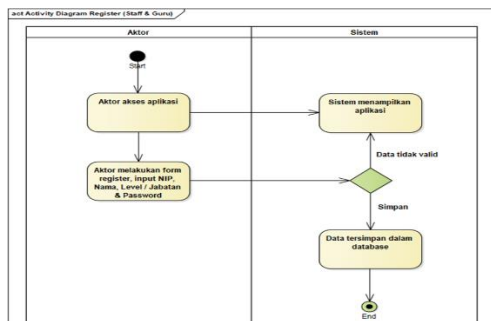 act Activity Diagram Register (Staff & Guru)
Aktor
Sistem
Start
Aktor akses aplikasi
Sistem menampilkan
aplikasi
Data tidak valid
Aktor melakukan form
register, input NIP,
Nama, Level / Jabatan
& Password
Simpan
Data tersimpan dalam
database
End